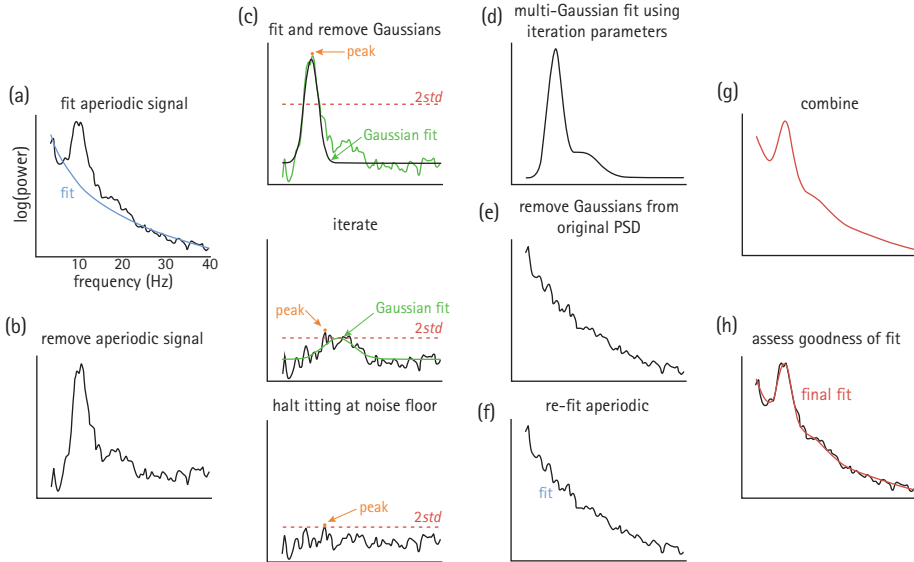 (a)
fit aperiodic signal
log(power)
fit
10
20
30
40
frequency (Hz)
(b)
remove aperiodic signal
(c)
fit and remove Gaussians
peak
2std
Gaussian fit
iterate
peak
Gaussian fit
2std
halt itting at noise floor
peak
2std
(d)
multi-Gaussian fit using
iteration parameters
(e)
remove Gaussians from
original PSD
(f)
re-fit aperiodic
fit
(g)
combine
(h)
assess goodness of fit
final fit